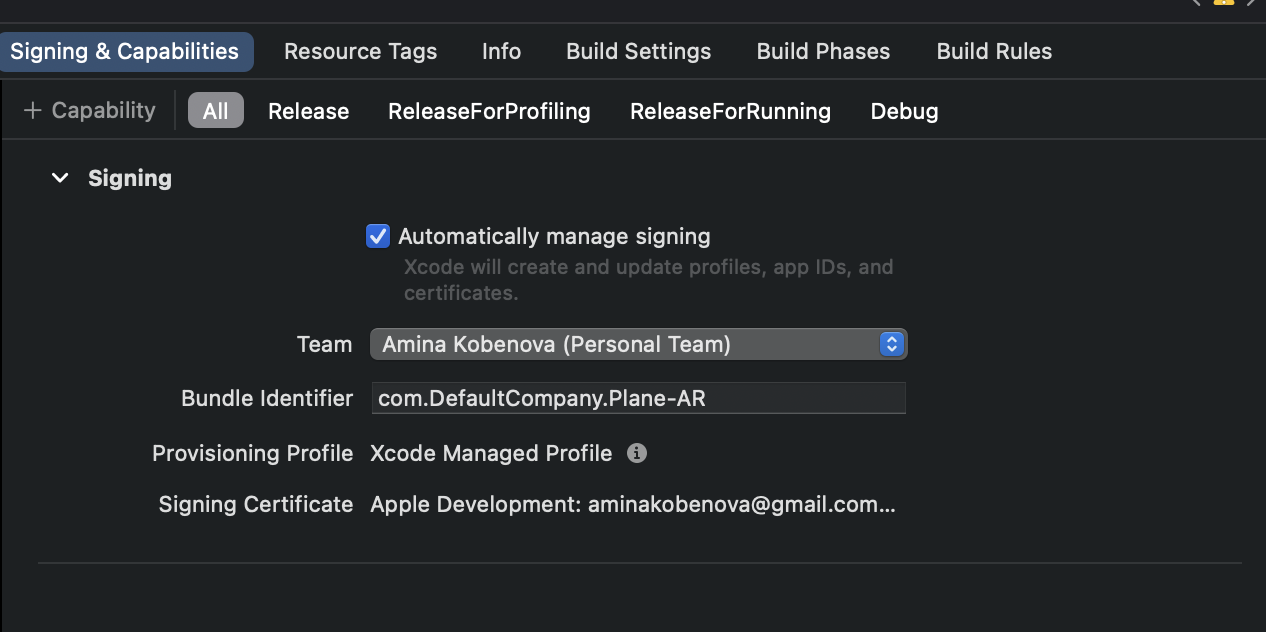 Signing & Capabilities Resource Tags Info Build Settings Build Phases Build Rules
+ Capability All Release ReleaseForProfiling ReleaseForRunning Debug
Signing
Automatically manage signing
Xcode will create and update profiles, app IDs, and
certificates.
Team Amina Kobenova (Personal Team)
Bundle Identifier com.DefaultCompany.Plane-AR
Provisioning Profile Xcode Managed Profile
Signing Certificate Apple Development: aminakobenova@gmail.com...